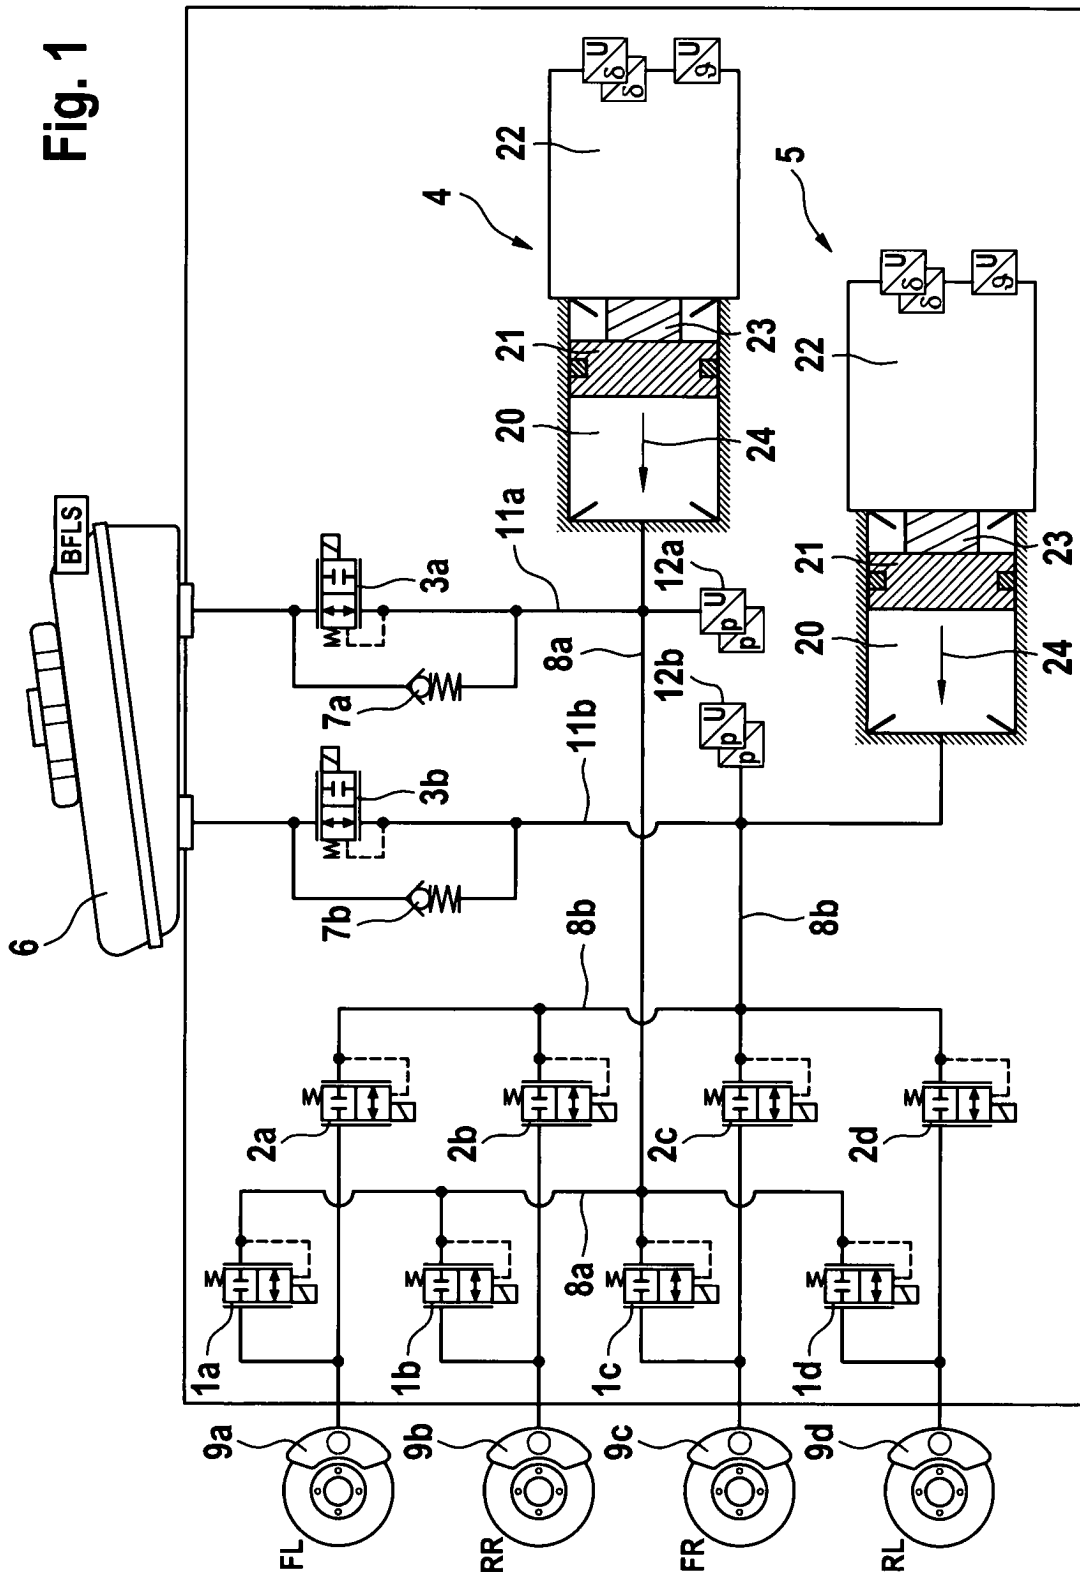 Fig. 1
6
BFLS
3a
7a
3b
7b
11a
11b
8a
8b
12a
U
p
p
12b
U
p
p
4
20
21
22
23
24
U
δ
δ
U
ϑ
5
20
21
22
23
24
U
δ
δ
U
ϑ
8b
8a
2a
2b
2c
2d
1a
1b
1c
1d
9a
9b
9c
9d
FL
RR
FR
RL